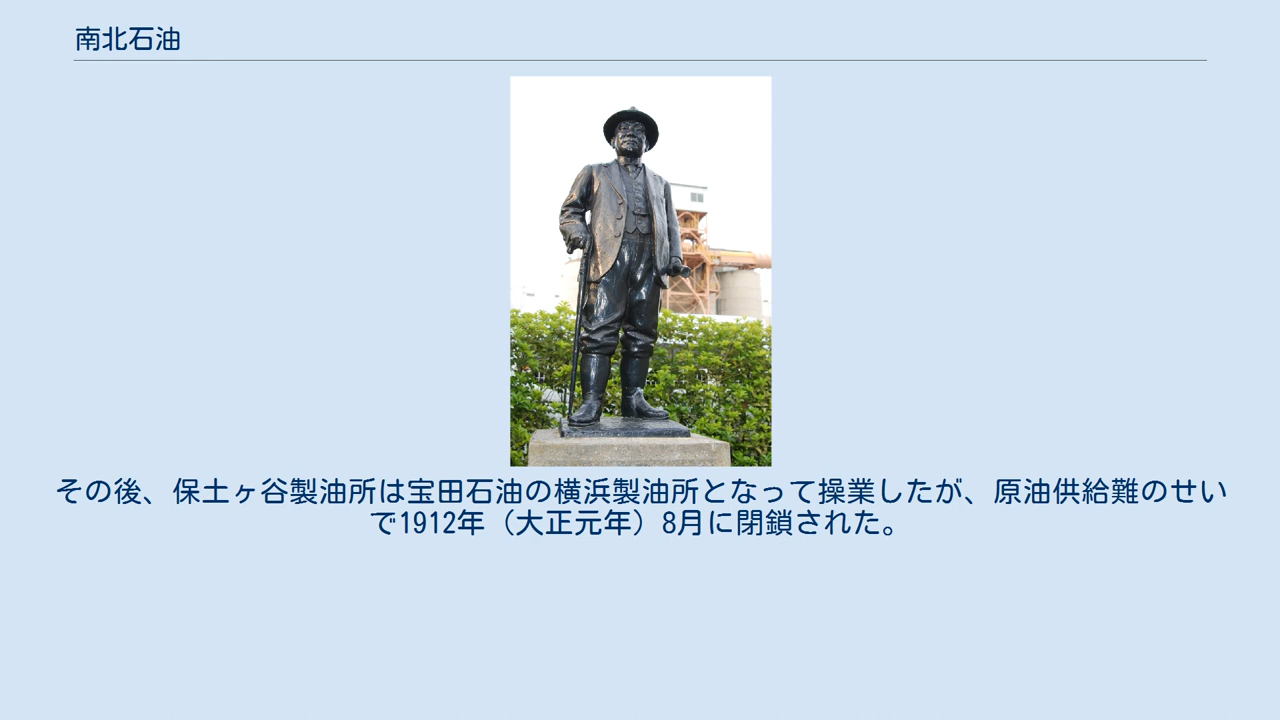 南北石油
その後、保土ヶ谷製油所は宝田石油の横浜製油所となって操業したが、原油供給難のせい
で1912年（大正元年）8月に閉鎖された。